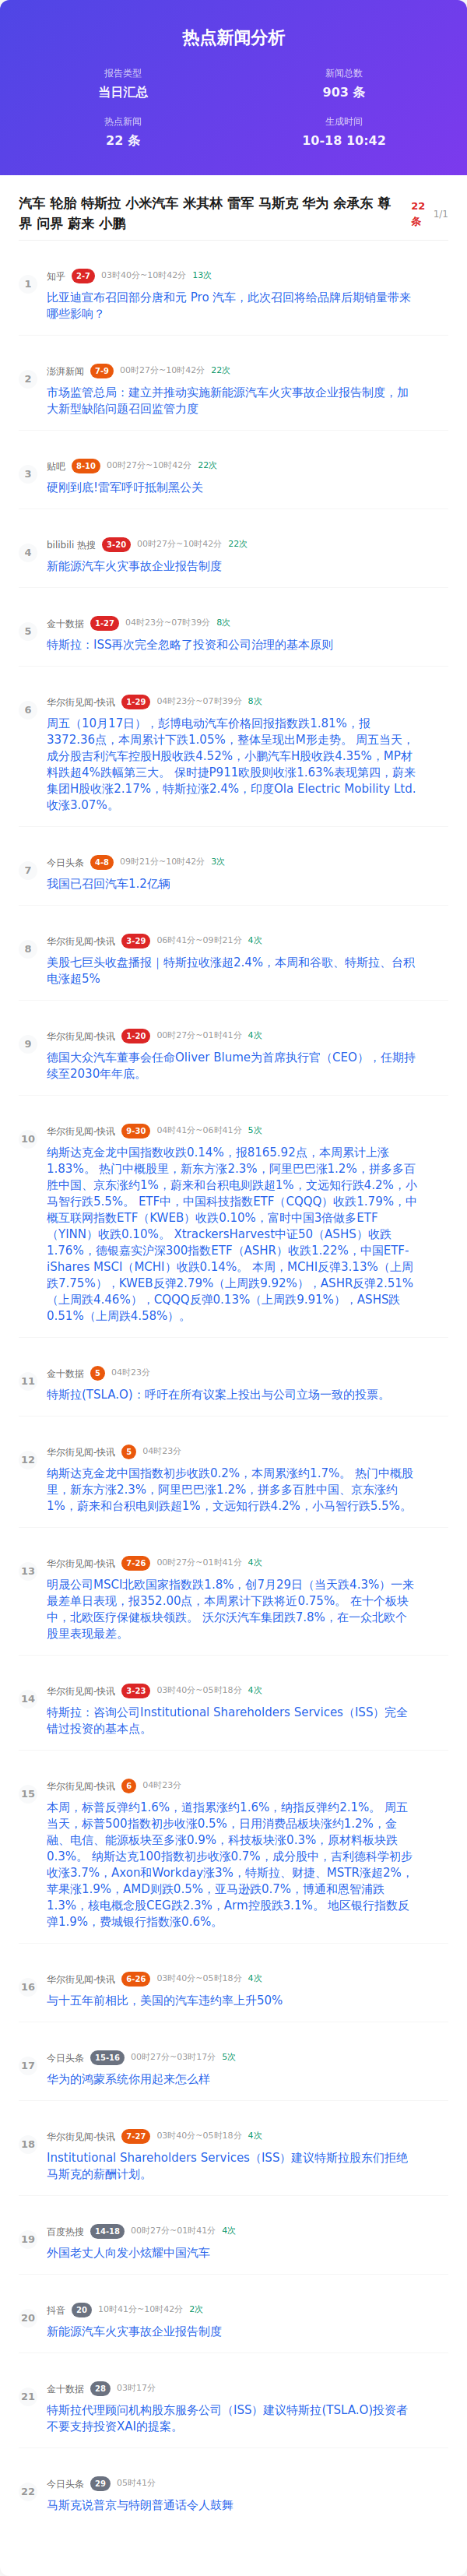 热点新闻分析
报告类型
当日汇总
新闻总数
903 条
热点新闻
22 条
生成时间
10-18 10:42
汽车 轮胎 特斯拉 小米汽车 米其林 雷军 马斯克 华为 余承东 尊
界 问界 蔚来 小鹏
22
条
1/1
1
知乎 2-7 03时40分~10时42分 13次
比亚迪宣布召回部分唐和元 Pro 汽车，此次召回将给品牌后期销量带来
哪些影响？
2
澎湃新闻 7-9 00时27分~10时42分 22次
市场监管总局：建立并推动实施新能源汽车火灾事故企业报告制度，加
大新型缺陷问题召回监管力度
3
贴吧 8-10 00时27分~10时42分 22次
硬刚到底!雷军呼吁抵制黑公关
4
bilibili 热搜 3-20 00时27分~10时42分 22次
新能源汽车火灾事故企业报告制度
5
金十数据 1-27 04时23分~07时39分 8次
特斯拉：ISS再次完全忽略了投资和公司治理的基本原则
6
华尔街见闻-快讯 1-29 04时23分~07时39分 8次
周五（10月17日），彭博电动汽车价格回报指数跌1.81%，报
3372.36点，本周累计下跌1.05%，整体呈现出M形走势。 周五当天，
成分股吉利汽车控股H股收跌4.52%，小鹏汽车H股收跌4.35%，MP材
料跌超4%跌幅第三大。 保时捷P911欧股则收涨1.63%表现第四，蔚来
集团H股收涨2.17%，特斯拉涨2.4%，印度Ola Electric Mobility Ltd.
收涨3.07%。
7
今日头条 4-8 09时21分~10时42分 3次
我国已召回汽车1.2亿辆
8
华尔街见闻-快讯 3-29 06时41分~09时21分 4次
美股七巨头收盘播报｜特斯拉收涨超2.4%，本周和谷歌、特斯拉、台积
电涨超5%
9
华尔街见闻-快讯 1-20 00时27分~01时41分 4次
德国大众汽车董事会任命Oliver Blume为首席执行官（CEO），任期持
续至2030年年底。
10
华尔街见闻-快讯 9-30 04时41分~06时41分 5次
纳斯达克金龙中国指数收跌0.14%，报8165.92点，本周累计上涨
1.83%。 热门中概股里，新东方涨2.3%，阿里巴巴涨1.2%，拼多多百
胜中国、京东涨约1%，蔚来和台积电则跌超1%，文远知行跌4.2%，小
马智行跌5.5%。 ETF中，中国科技指数ETF（CQQQ）收跌1.79%，中
概互联网指数ETF（KWEB）收跌0.10%，富时中国3倍做多ETF
（YINN）收跌0.10%。 XtrackersHarvest中证50（ASHS）收跌
1.76%，德银嘉实沪深300指数ETF（ASHR）收跌1.22%，中国ETF-
iShares MSCI（MCHI）收跌0.14%。 本周，MCHI反弹3.13%（上周
跌7.75%），KWEB反弹2.79%（上周跌9.92%），ASHR反弹2.51%
（上周跌4.46%），CQQQ反弹0.13%（上周跌9.91%），ASHS跌
0.51%（上周跌4.58%）。
11
金十数据 5 04时23分
特斯拉(TSLA.O)：呼吁在所有议案上投出与公司立场一致的投票。
12
华尔街见闻-快讯 5 04时23分
纳斯达克金龙中国指数初步收跌0.2%，本周累涨约1.7%。 热门中概股
里，新东方涨2.3%，阿里巴巴涨1.2%，拼多多百胜中国、京东涨约
1%，蔚来和台积电则跌超1%，文远知行跌4.2%，小马智行跌5.5%。
13
华尔街见闻-快讯 7-26 00时27分~01时41分 4次
明晟公司MSCI北欧国家指数跌1.8%，创7月29日（当天跌4.3%）一来
最差单日表现，报352.00点，本周累计下跌将近0.75%。 在十个板块
中，北欧医疗保健板块领跌。 沃尔沃汽车集团跌7.8%，在一众北欧个
股里表现最差。
14
华尔街见闻-快讯 3-23 03时40分~05时18分 4次
特斯拉：咨询公司Institutional Shareholders Services（ISS）完全
错过投资的基本点。
15
华尔街见闻-快讯 6 04时23分
本周，标普反弹约1.6%，道指累涨约1.6%，纳指反弹约2.1%。 周五
当天，标普500指数初步收涨0.5%，日用消费品板块涨约1.2%，金
融、电信、能源板块至多涨0.9%，科技板块涨0.3%，原材料板块跌
0.3%。 纳斯达克100指数初步收涨0.7%，成分股中，吉利德科学初步
收涨3.7%，Axon和Workday涨3%，特斯拉、财捷、MSTR涨超2%，
苹果涨1.9%，AMD则跌0.5%，亚马逊跌0.7%，博通和恩智浦跌
1.3%，核电概念股CEG跌2.3%，Arm控股跌3.1%。 地区银行指数反
弹1.9%，费城银行指数涨0.6%。
16
华尔街见闻-快讯 6-26 03时40分~05时18分 4次
与十五年前相比，美国的汽车违约率上升50%
17
今日头条 15-16 00时27分~03时17分 5次
华为的鸿蒙系统你用起来怎么样
18
华尔街见闻-快讯 7-27 03时40分~05时18分 4次
Institutional Shareholders Services（ISS）建议特斯拉股东们拒绝
马斯克的薪酬计划。
19
百度热搜 14-18 00时27分~01时41分 4次
外国老丈人向发小炫耀中国汽车
20
抖音 20 10时41分~10时42分 2次
新能源汽车火灾事故企业报告制度
21
金十数据 28 03时17分
特斯拉代理顾问机构股东服务公司（ISS）建议特斯拉(TSLA.O)投资者
不要支持投资XAI的提案。
22
今日头条 29 05时41分
马斯克说普京与特朗普通话令人鼓舞